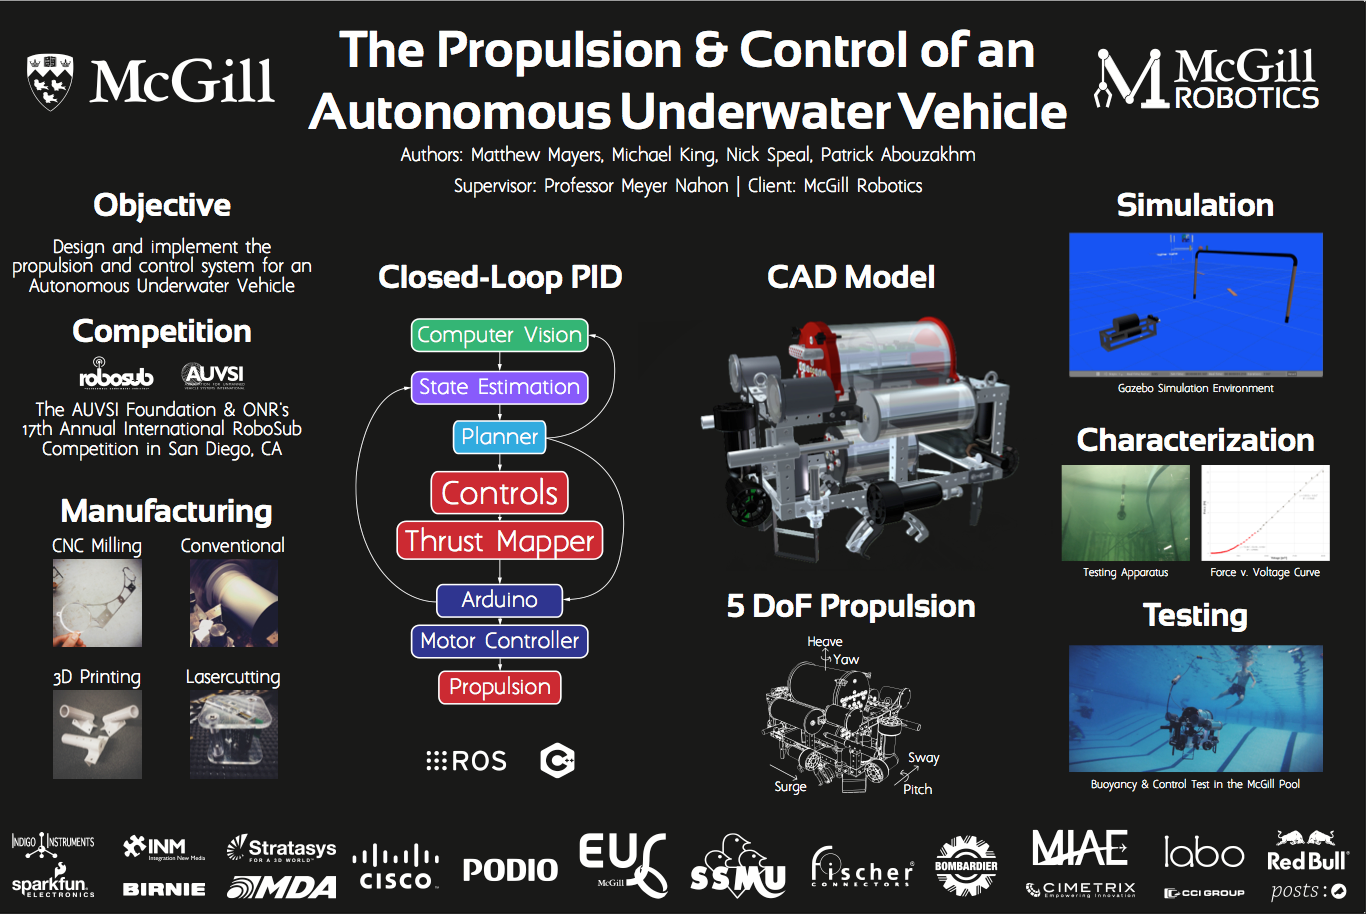 McGill
The Propulsion & Control of an
Autonomous Underwater Vehicle
McGill
ROBOTICS
Authors: Matthew Mayers, Michael King, Nick Speal, Patrick Abouzakhm
Supervisor: Professor Meyer Nahon | Client: McGill Robotics
Objective
Design and implement the
propulsion and control system for an
Autonomous Underwater Vehicle
Competition
robosub
AUVSI
The AUVSI Foundation & ONR's
17th Annual International RoboSub
Competition in San Diego, CA
Manufacturing
CNC Milling
Conventional
3D Printing
Lasercutting
Closed-Loop PID
Computer Vision
State Estimation
Planner
Controls
Thrust Mapper
Arduino
Motor Controller
Propulsion
ROS
C++
CAD Model
5 DoF Propulsion
Heave
Yaw
Sway
Surge
Pitch
Simulation
Gazebo Simulation Environment
Characterization
Testing Apparatus
Force v. Voltage Curve
Testing
Buoyancy & Control Test in the McGill Pool
INDIGO INSTRUMENTS
sparkfun
ELECTRONICS
INM
Integration New Media
BIRNIE
Stratasys
FOR A 3D WORLD
MDA
CISCO
PODIO
EUS
McGill
SSMU
Fischer
CONNECTORS
BOMBARDIER
MIAE
CIMETRIX
Empowering Innovation
labo
CCI GROUP
Red Bull
posts: